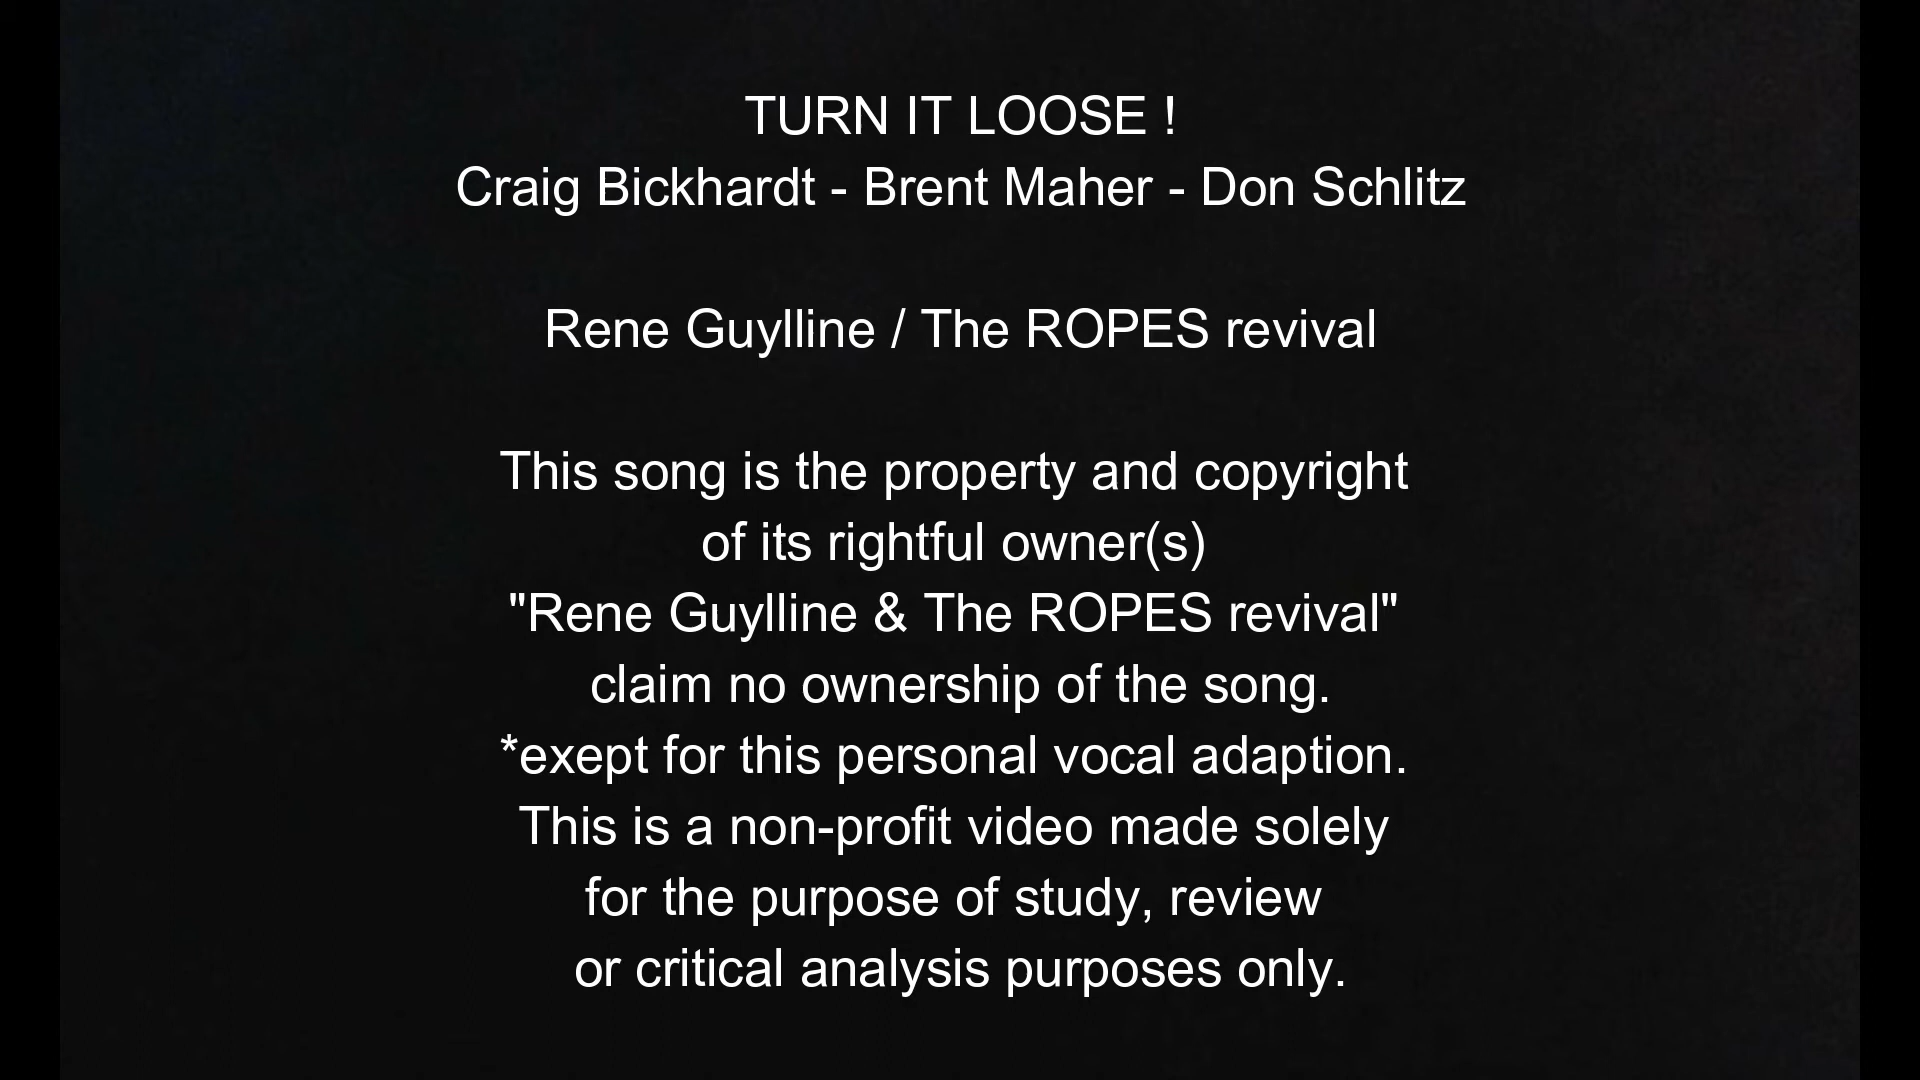 TURN IT LOOSE !
Craig Bickhardt - Brent Maher - Don Schlitz
Rene Guylline / The ROPES revival
This song is the property and copyright
of its rightful owner(s)
"Rene Guylline & The ROPES revival"
claim no ownership of the song.
*exept for this personal vocal adaption.
This is a non-profit video made solely
for the purpose of study, review
or critical analysis purposes only.